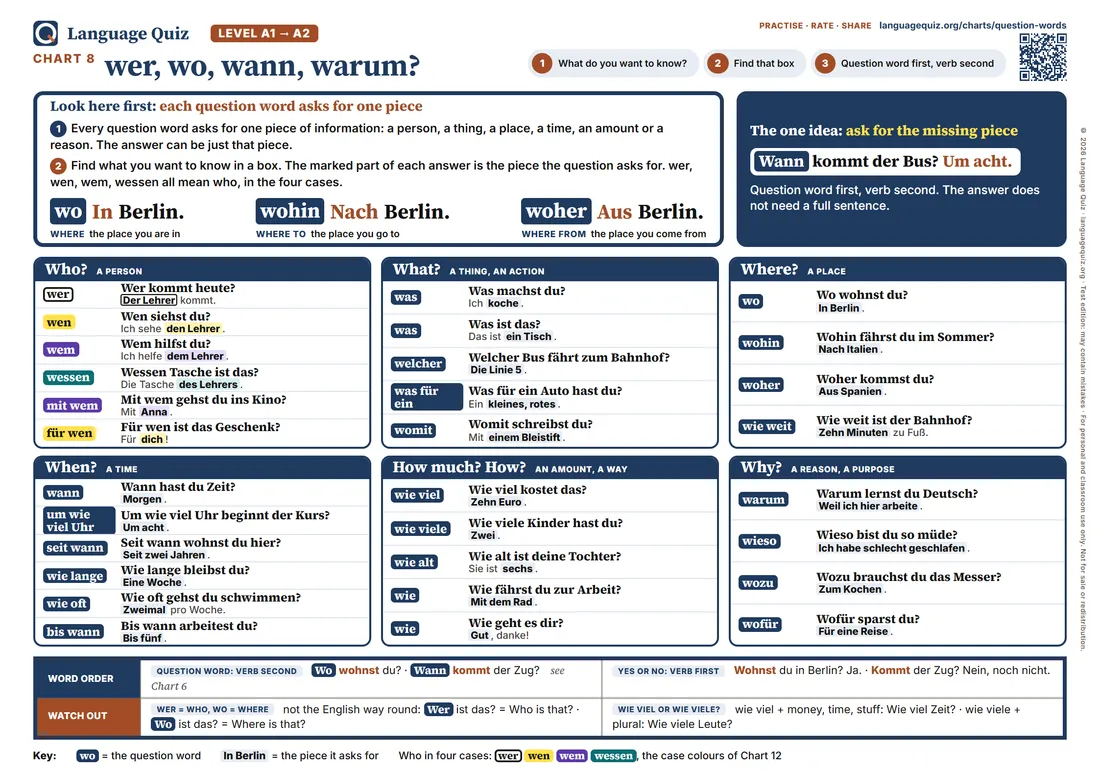 Language Quiz LEVEL A1 → A2
PRACTISE · RATE · SHARE languagequiz.org/charts/question-words
CHART 8 wer, wo, wann, warum?
1 What do you want to know? 2 Find that box 3 Question word first, verb second
Look here first: each question word asks for one piece
1 Every question word asks for one piece of information: a person, a thing, a place, a time, an amount or a
reason. The answer can be just that piece.
2 Find what you want to know in a box. The marked part of each answer is the piece the question asks for. wer,
wen, wem, wessen all mean who, in the four cases.
wo In Berlin. wohin Nach Berlin. woher Aus Berlin.
WHERE the place you are in WHERE TO the place you go to WHERE FROM the place you come from
The one idea: ask for the missing piece
Wann kommt der Bus? Um acht.
Question word first, verb second. The answer does
not need a full sentence.
Who? A PERSON
wer Wer kommt heute?
Der Lehrer kommt.
wen Wen siehst du?
Ich sehe den Lehrer .
wem Wem hilfst du?
Ich helfe dem Lehrer .
wessen Wessen Tasche ist das?
Die Tasche des Lehrers .
mit wem Mit wem gehst du ins Kino?
Mit Anna .
für wen Für wen ist das Geschenk?
Für dich !
What? A THING, AN ACTION
was Was machst du?
Ich koche .
was Was ist das?
Das ist ein Tisch .
welcher Welcher Bus fährt zum Bahnhof?
Die Linie 5 .
was für
ein
Was für ein Auto hast du?
Ein kleines, rotes .
womit Womit schreibst du?
Mit einem Bleistift .
Where? A PLACE
wo Wo wohnst du?
In Berlin .
wohin Wohin fährst du im Sommer?
Nach Italien .
woher Woher kommst du?
Aus Spanien .
wie weit Wie weit ist der Bahnhof?
Zehn Minuten zu Fuß.
When? A TIME
wann Wann hast du Zeit?
Morgen .
um wie
viel Uhr
Um wie viel Uhr beginnt der Kurs?
Um acht .
seit wann Seit wann wohnst du hier?
Seit zwei Jahren .
wie lange Wie lange bleibst du?
Eine Woche .
wie oft Wie oft gehst du schwimmen?
Zweimal pro Woche.
bis wann Bis wann arbeitest du?
Bis fünf .
How much? How? AN AMOUNT, A WAY
wie viel Wie viel kostet das?
Zehn Euro .
wie viele Wie viele Kinder hast du?
Zwei .
wie alt Wie alt ist deine Tochter?
Sie ist sechs .
wie Wie fährst du zur Arbeit?
Mit dem Rad .
wie Wie geht es dir?
Gut , danke!
Why? A REASON, A PURPOSE
warum Warum lernst du Deutsch?
Weil ich hier arbeite .
wieso Wieso bist du so müde?
Ich habe schlecht geschlafen .
wozu Wozu brauchst du das Messer?
Zum Kochen .
wofür Wofür sparst du?
Für eine Reise .
WORD ORDER
QUESTION WORD: VERB SECOND Wo wohnst du? · Wann kommt der Zug? see
Chart 6
YES OR NO: VERB FIRST Wohnst du in Berlin? Ja. · Kommt der Zug? Nein, noch nicht.
WATCH OUT
WER = WHO, WO = WHERE not the English way round: Wer ist das? = Who is that? ·
Wo ist das? = Where is that?
WIE VIEL OR WIE VIELE? wie viel + money, time, stuff: Wie viel Zeit? · wie viele +
plural: Wie viele Leute?
Key: wo = the question word In Berlin = the piece it asks for Who in four cases: wer wen wem wessen, the case colours of Chart 12
© 2026 Language Quiz · languagequiz.org · Test edition: may contain mistakes · For personal and classroom use only. Not for sale or redistribution.